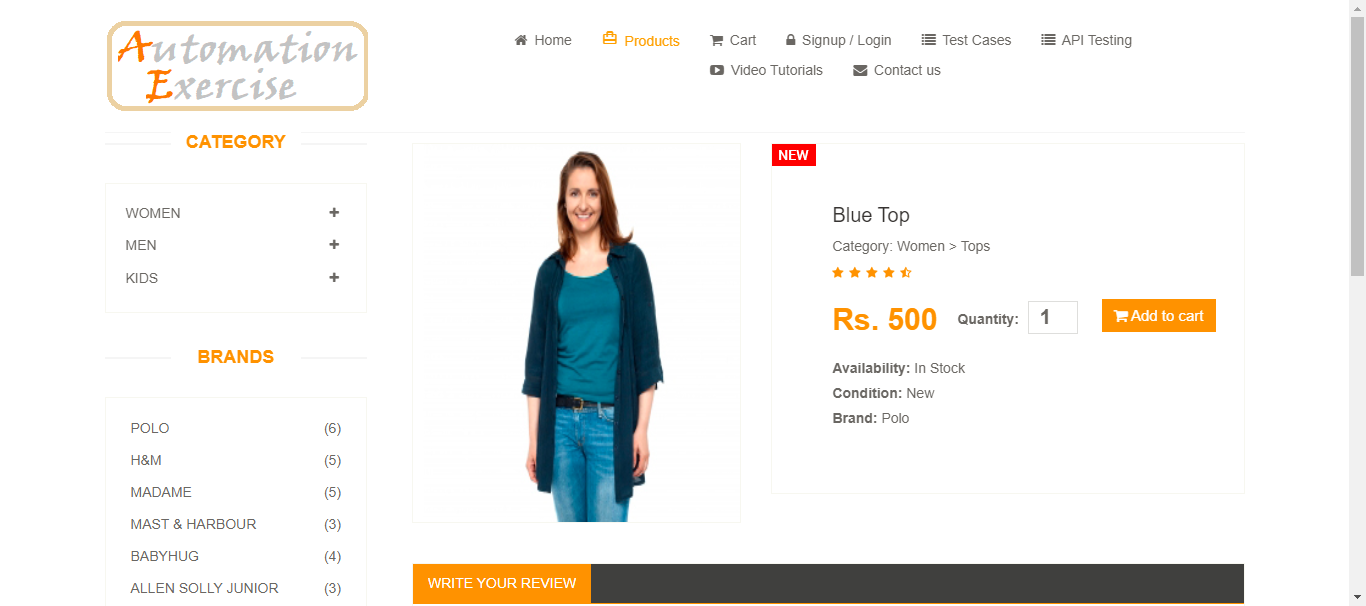 Automation
Exercise
Home
Products
Cart
Signup / Login
Test Cases
API Testing
Video Tutorials
Contact us
CATEGORY
WOMEN
MEN
KIDS
BRANDS
POLO (6)
H&M (5)
MADAME (5)
MAST & HARBOUR (3)
BABYHUG (4)
ALLEN SOLLY JUNIOR (3)
NEW
Blue Top
Category: Women > Tops
Rs. 500 Quantity: 1 Add to cart
Availability: In Stock
Condition: New
Brand: Polo
WRITE YOUR REVIEW